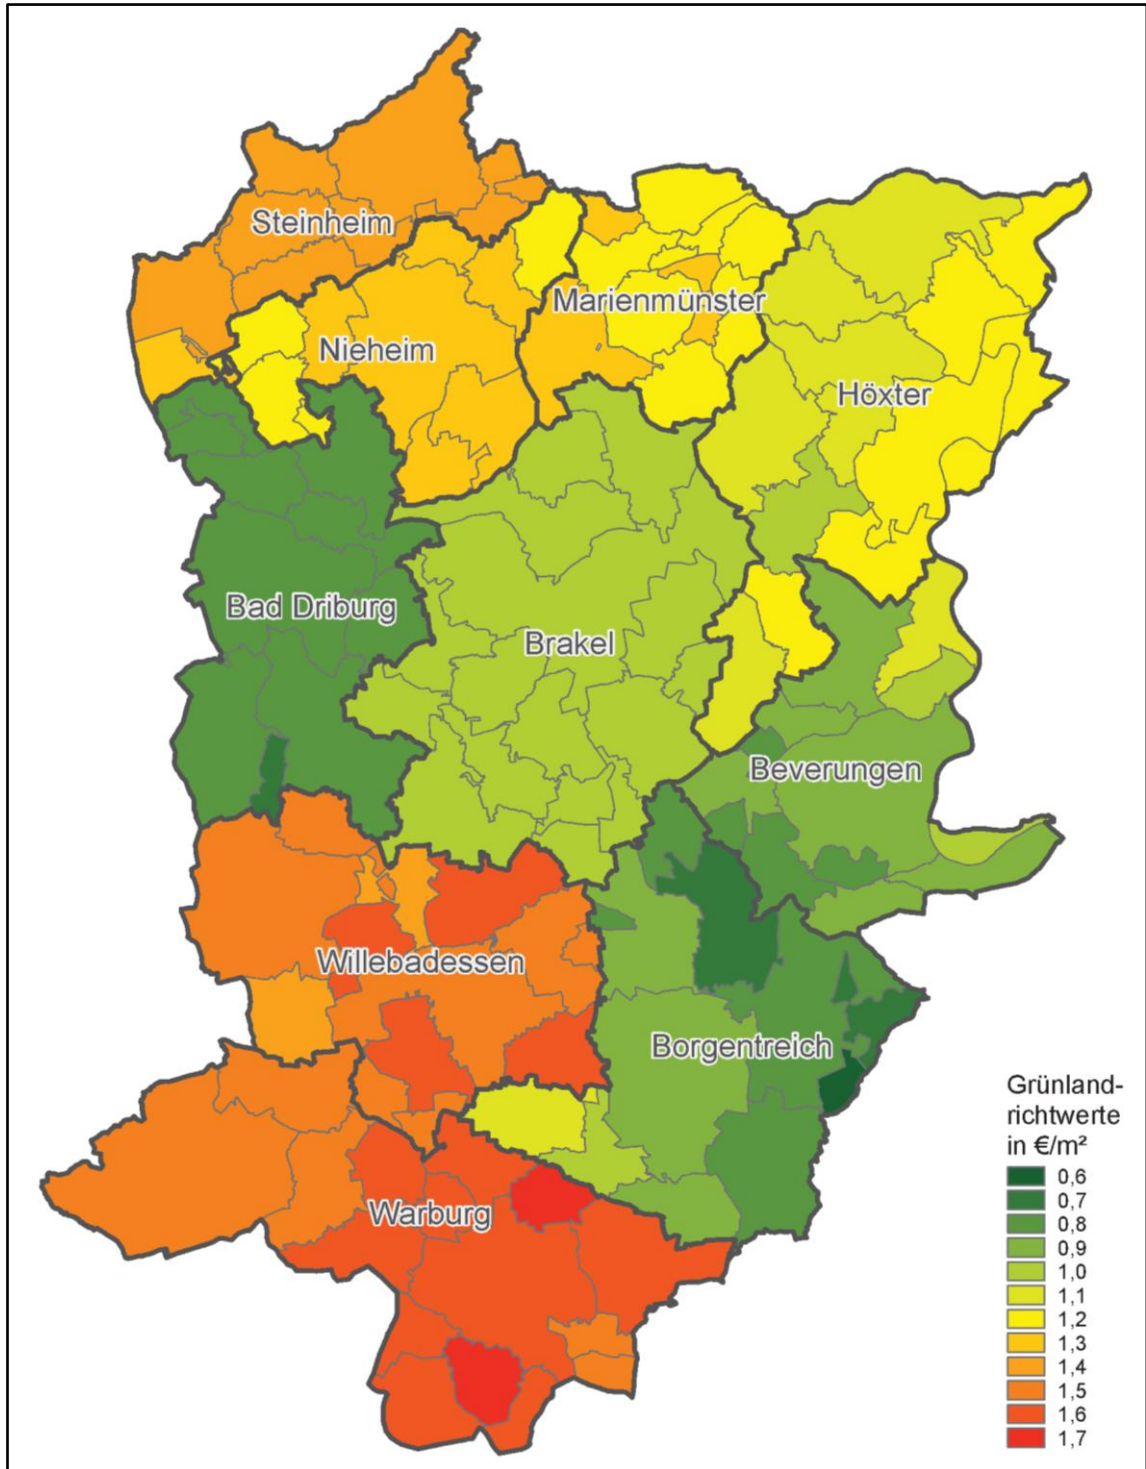 Steinheim
Marienmünster
Nieheim
Höxter
Bad Driburg
Brakel
Beverungen
Willebadessen
Borgentreich
Warburg
Grünland-
richtwerte
in €/m²
0,6
0,7
0,8
0,9
1,0
1,1
1,2
1,3
1,4
1,5
1,6
1,7